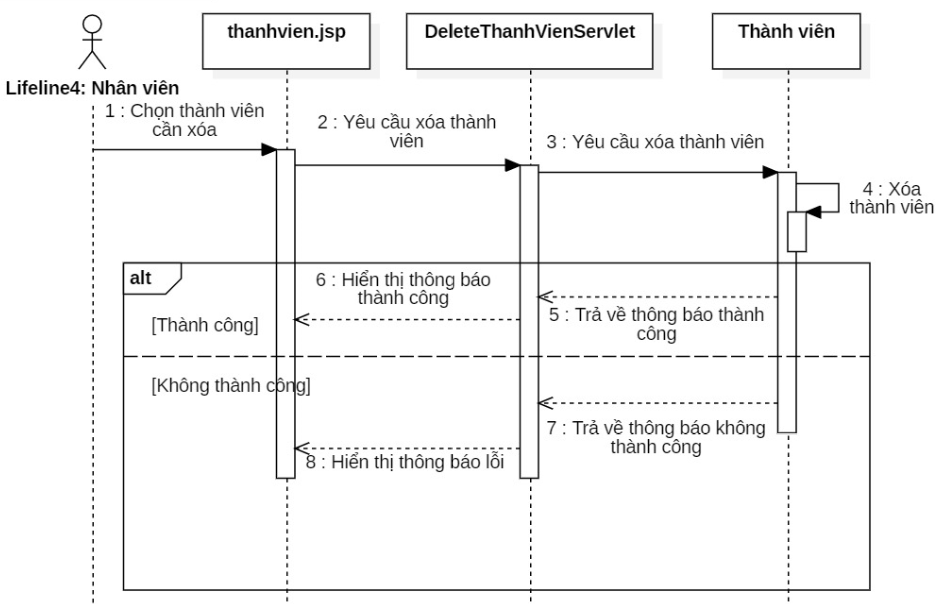 thanhvien.jsp
DeleteThanhVienServlet
Thành viên
Lifeline4: Nhân viên
1 : Chọn thành viên
cần xóa
2 : Yêu cầu xóa thành
viên
3 : Yêu cầu xóa thành viên
4 : Xóa
thành viên
alt
6 : Hiển thị thông báo
thành công
[Thành công]
5 : Trả về thông báo thành
công
[Không thành công]
7 : Trả về thông báo không
thành công
8 : Hiển thị thông báo lỗi